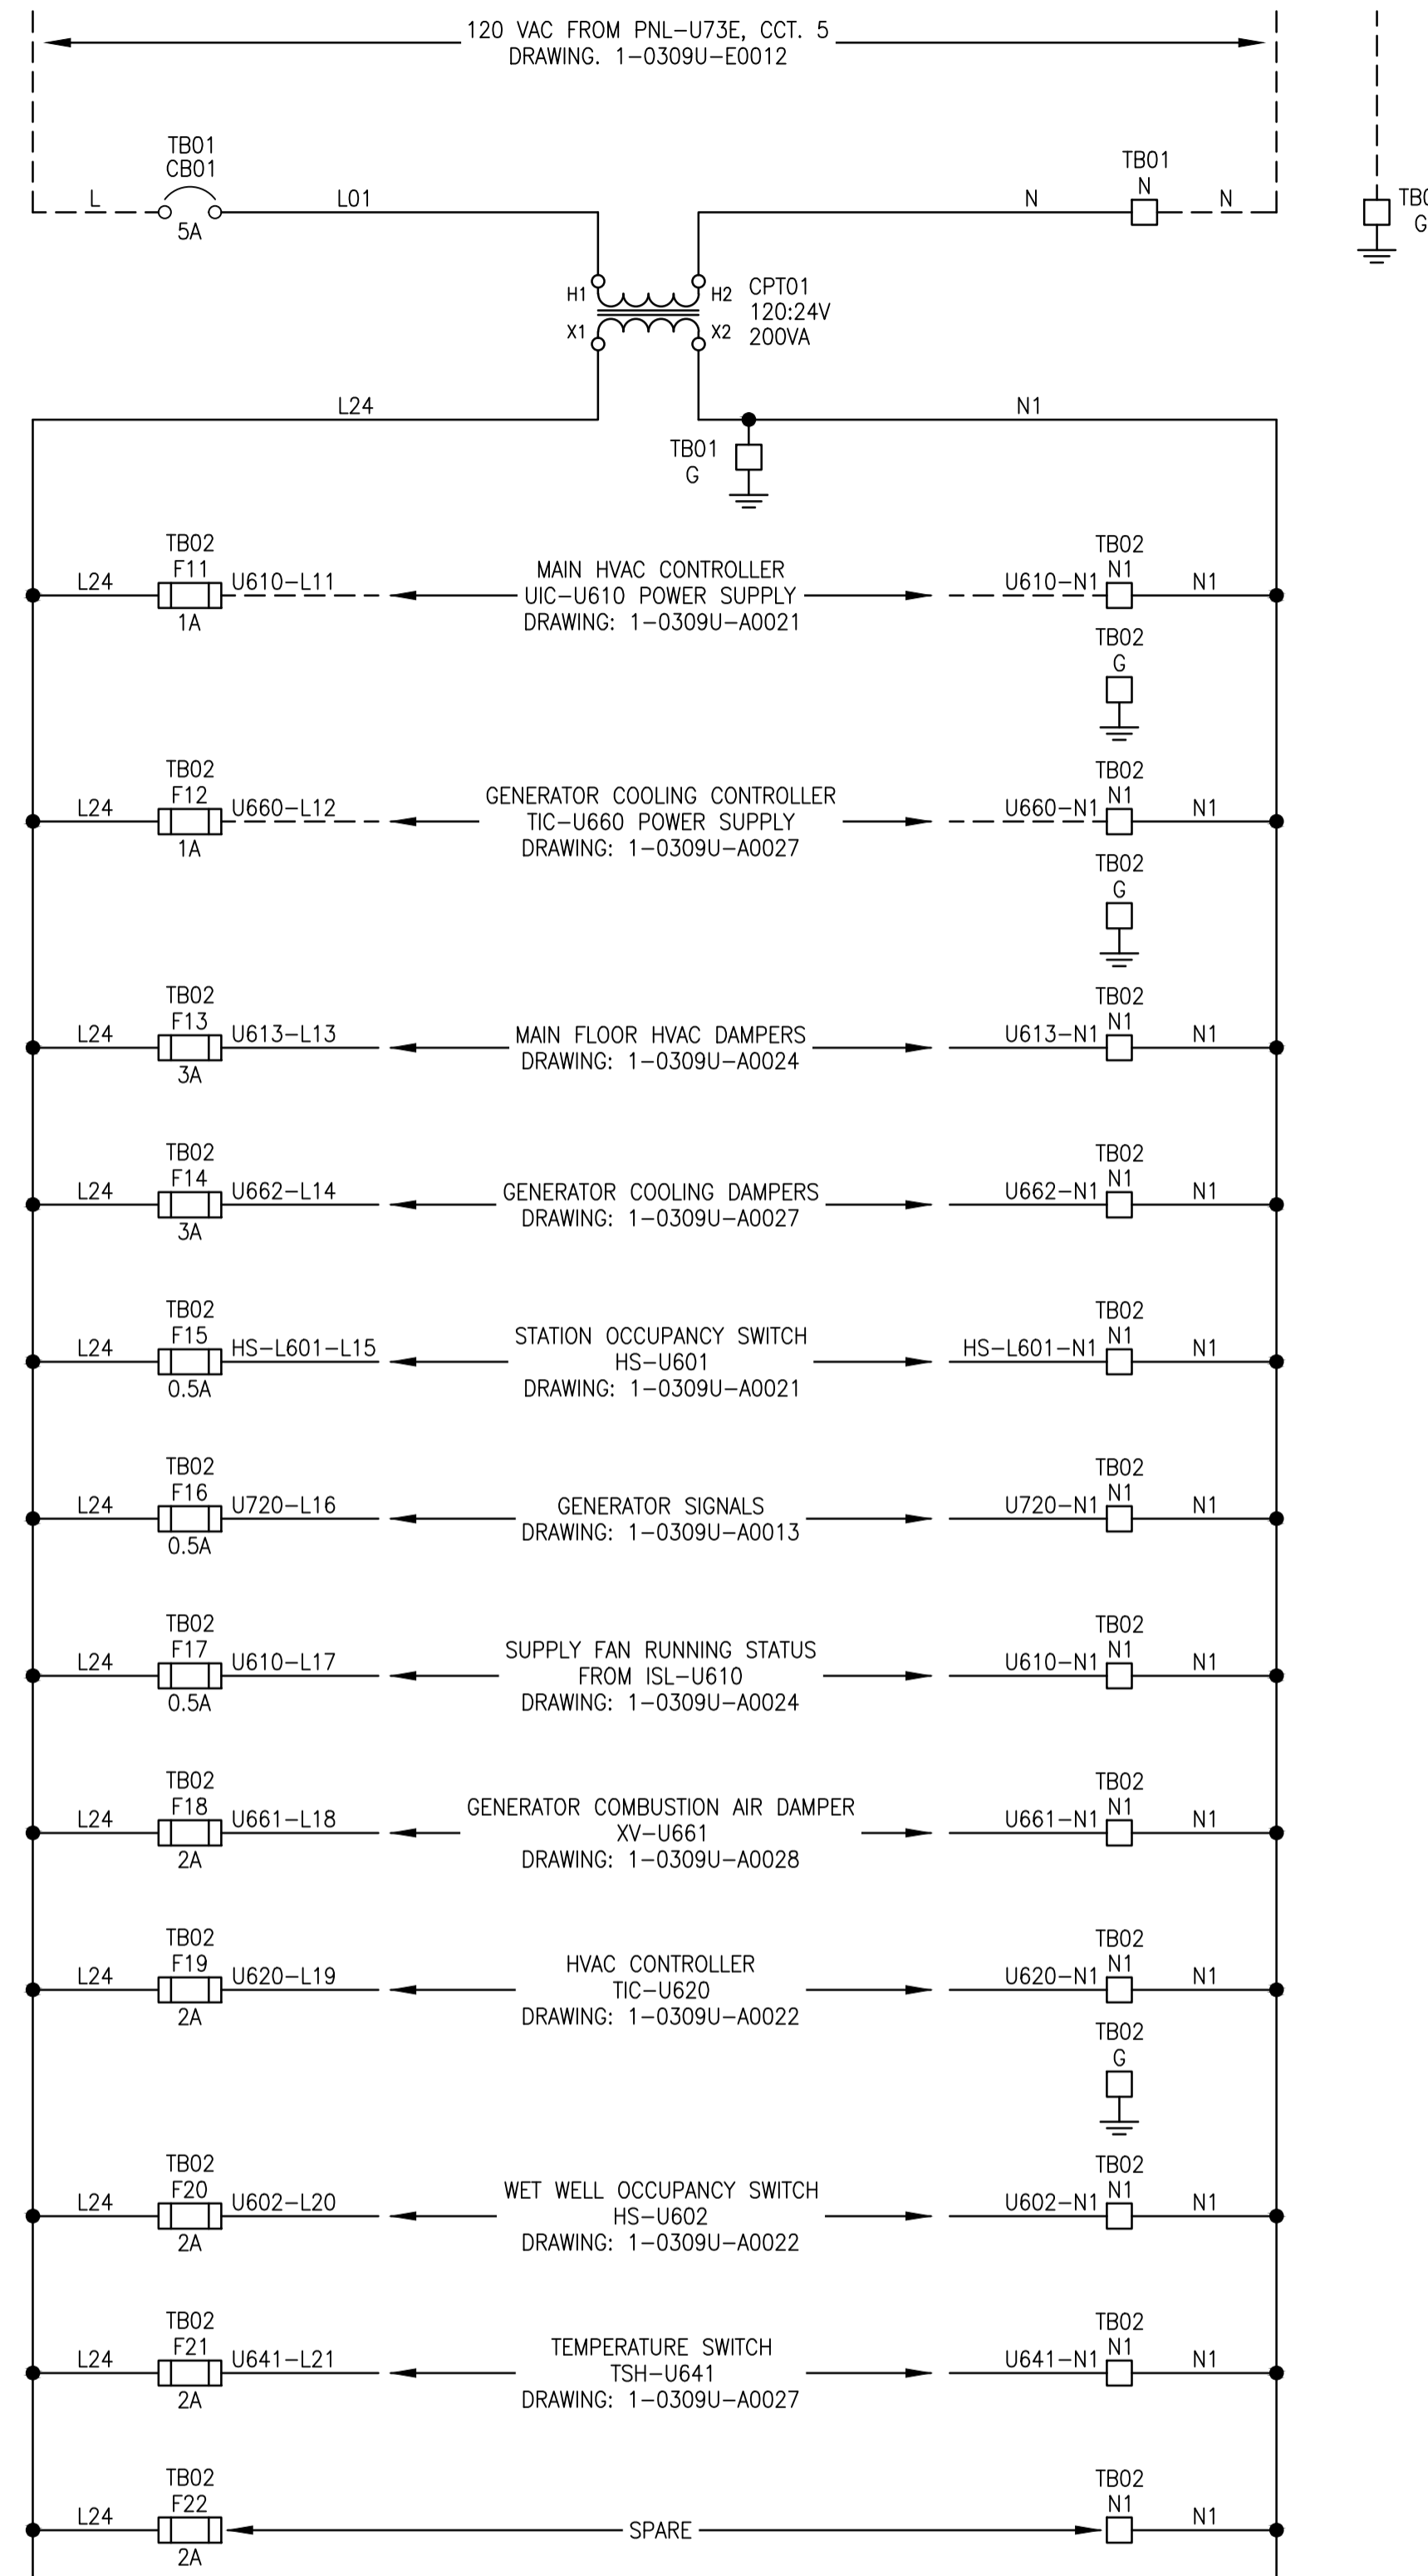 120 VAC FROM PNL-U73E, CCT. 5
DRAWING. 1-0309U-E0012
TB01
CB01
L
5A
L01
N
TB01
N
N
G
H1
H2
X1
X2
CPT01
120:24V
200VA
L24
N1
TB01
G
TB02
F11
L24
U610-L11
1A
MAIN HVAC CONTROLLER
UIC-U610 POWER SUPPLY
DRAWING: 1-0309U-A0021
TB02
N1
U610-N1
N1
TB02
G
TB02
F12
L24
U660-L12
1A
GENERATOR COOLING CONTROLLER
TIC-U660 POWER SUPPLY
DRAWING: 1-0309U-A0027
TB02
N1
U660-N1
N1
TB02
G
TB02
F13
L24
U613-L13
3A
MAIN FLOOR HVAC DAMPERS
DRAWING: 1-0309U-A0024
TB02
N1
U613-N1
N1
TB02
F14
L24
U662-L14
3A
GENERATOR COOLING DAMPERS
DRAWING: 1-0309U-A0027
TB02
N1
U662-N1
N1
TB02
F15
L24
HS-L601-L15
0.5A
STATION OCCUPANCY SWITCH
HS-U601
DRAWING: 1-0309U-A0021
TB02
N1
HS-L601-N1
N1
TB02
F16
L24
U720-L16
0.5A
GENERATOR SIGNALS
DRAWING: 1-0309U-A0013
TB02
N1
U720-N1
N1
TB02
F17
L24
U610-L17
0.5A
SUPPLY FAN RUNNING STATUS
FROM ISL-U610
DRAWING: 1-0309U-A0024
TB02
N1
U610-N1
N1
TB02
F18
L24
U661-L18
2A
GENERATOR COMBUSTION AIR DAMPER
XV-U661
DRAWING: 1-0309U-A0028
TB02
N1
U661-N1
N1
TB02
F19
L24
U620-L19
2A
HVAC CONTROLLER
TIC-U620
DRAWING: 1-0309U-A0022
TB02
N1
U620-N1
N1
TB02
G
TB02
F20
L24
U602-L20
2A
WET WELL OCCUPANCY SWITCH
HS-U602
DRAWING: 1-0309U-A0022
TB02
N1
U602-N1
N1
TB02
F21
L24
U641-L21
2A
TEMPERATURE SWITCH
TSH-U641
DRAWING: 1-0309U-A0027
TB02
N1
U641-N1
N1
TB02
F22
L24
2A
SPARE
TB02
N1
N1